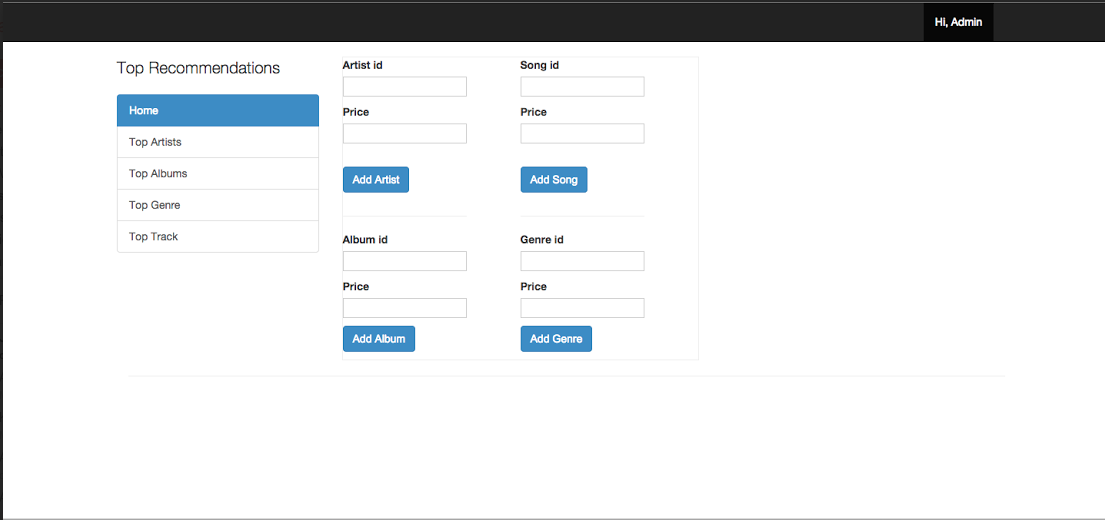 Hi, Admin
Top Recommendations
Home
Top Artists
Top Albums
Top Genre
Top Track
Artist id
Price
Add Artist
Song id
Price
Add Song
Album id
Price
Add Album
Genre id
Price
Add Genre